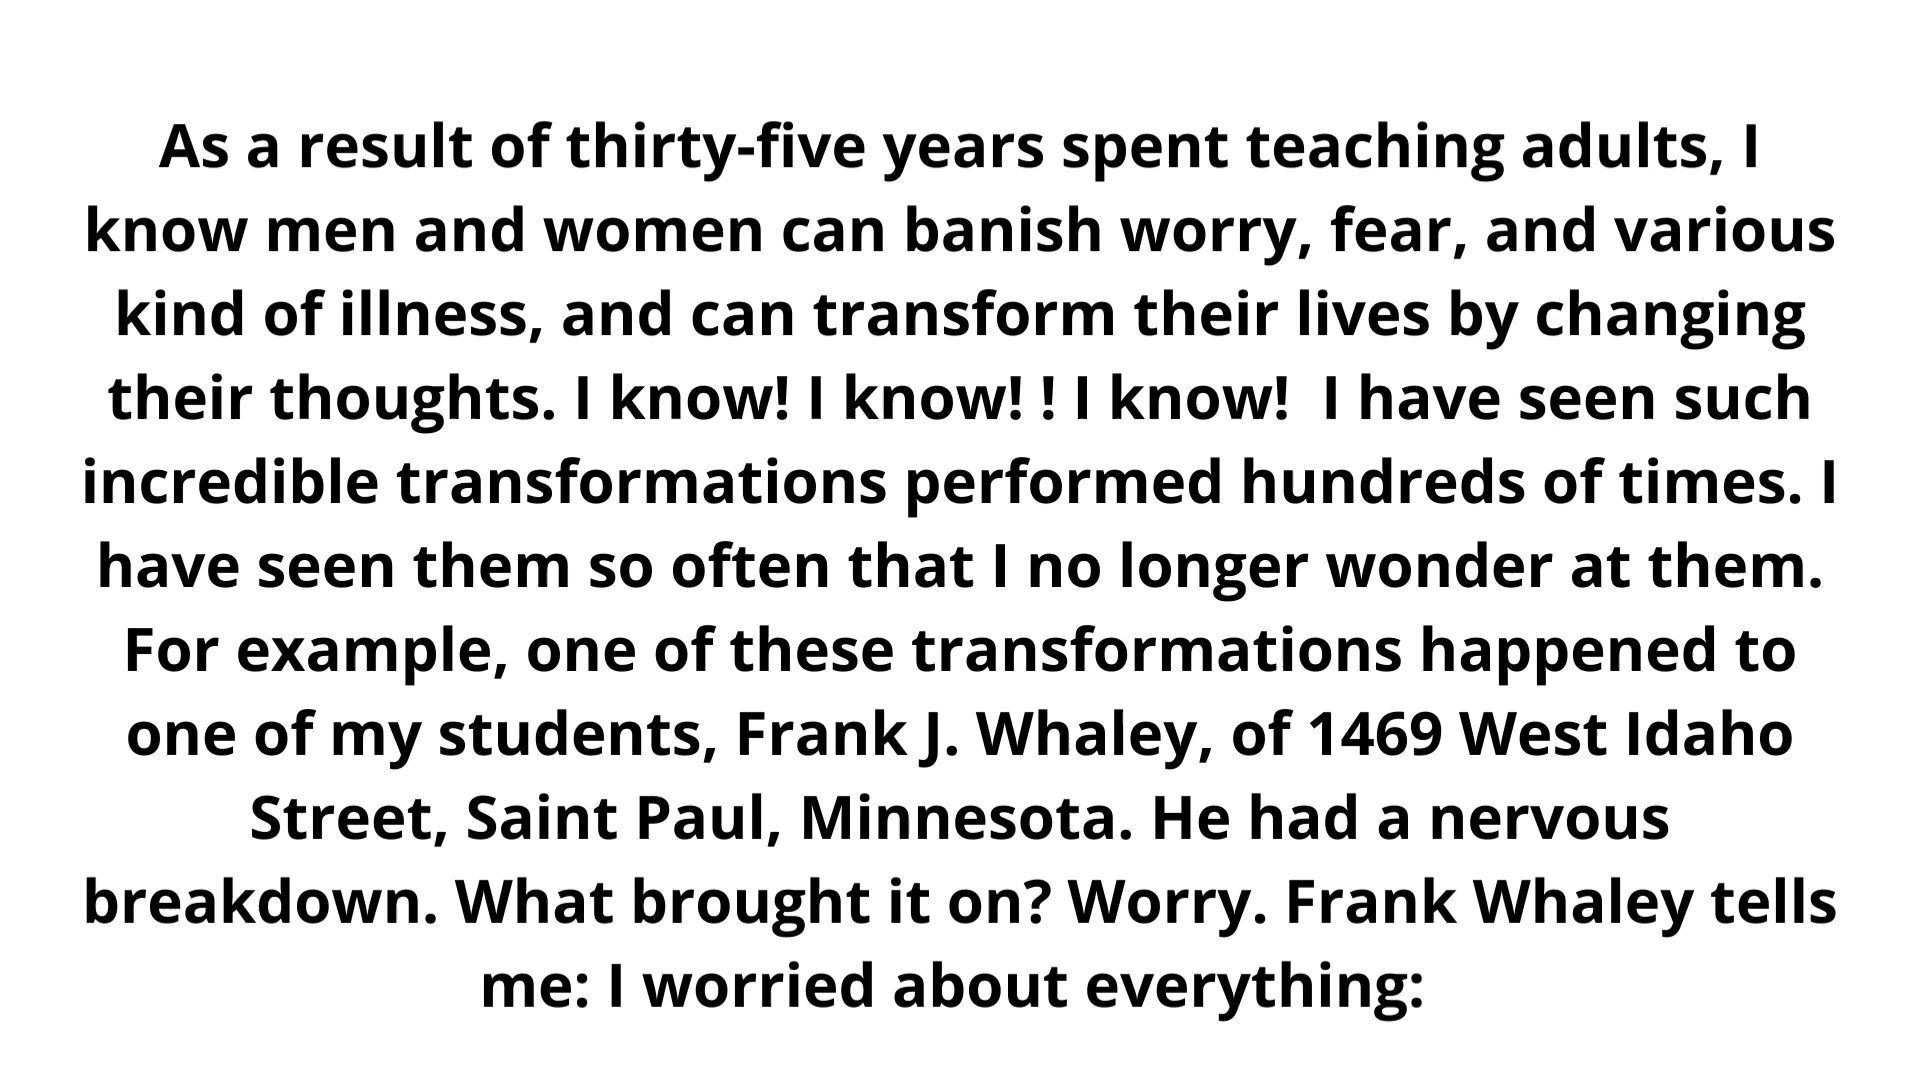 As a result of thirty-five years spent teaching adults, I
know men and women can banish worry, fear, and various
kind of illness, and can transform their lives by changing
their thoughts. I know! I know! ! I know!  I have seen such
incredible transformations performed hundreds of times. I
have seen them so often that I no longer wonder at them.
For example, one of these transformations happened to
one of my students, Frank J. Whaley, of 1469 West Idaho
Street, Saint Paul, Minnesota. He had a nervous
breakdown. What brought it on? Worry. Frank Whaley tells
me: I worried about everything: